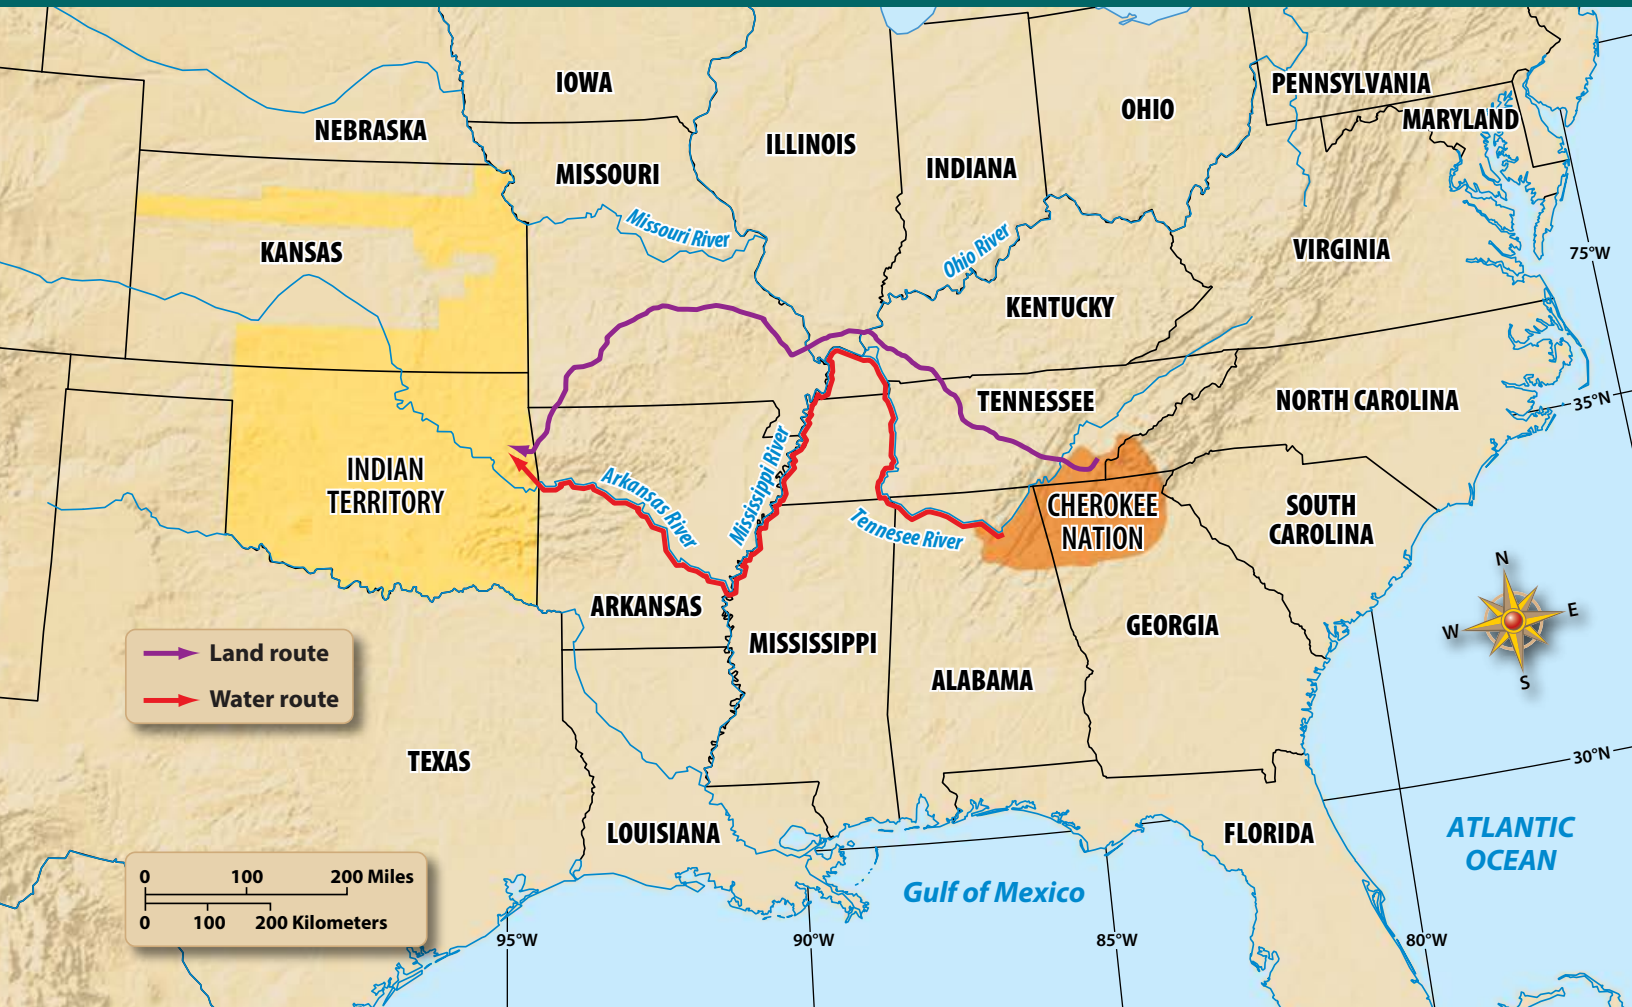 IOWA
PENNSYLVANIA
OHIO
MARYLAND
NEBRASKA
ILLINOIS
INDIANA
MISSOURI
Missouri River
KANSAS
Ohio River
VIRGINIA
75°W
KENTUCKY
TENNESSEE
NORTH CAROLINA
35°N
INDIAN
TERRITORY
Arkansas River
Mississippi River
Tennesee River
CHEROKEE
NATION
SOUTH
CAROLINA
N
E
W
S
ARKANSAS
MISSISSIPPI
GEORGIA
ALABAMA
Land route
Water route
TEXAS
30°N
LOUISIANA
FLORIDA
ATLANTIC
OCEAN
Gulf of Mexico
0 100 200 Miles
0 100 200 Kilometers
95°W
90°W
85°W
80°W